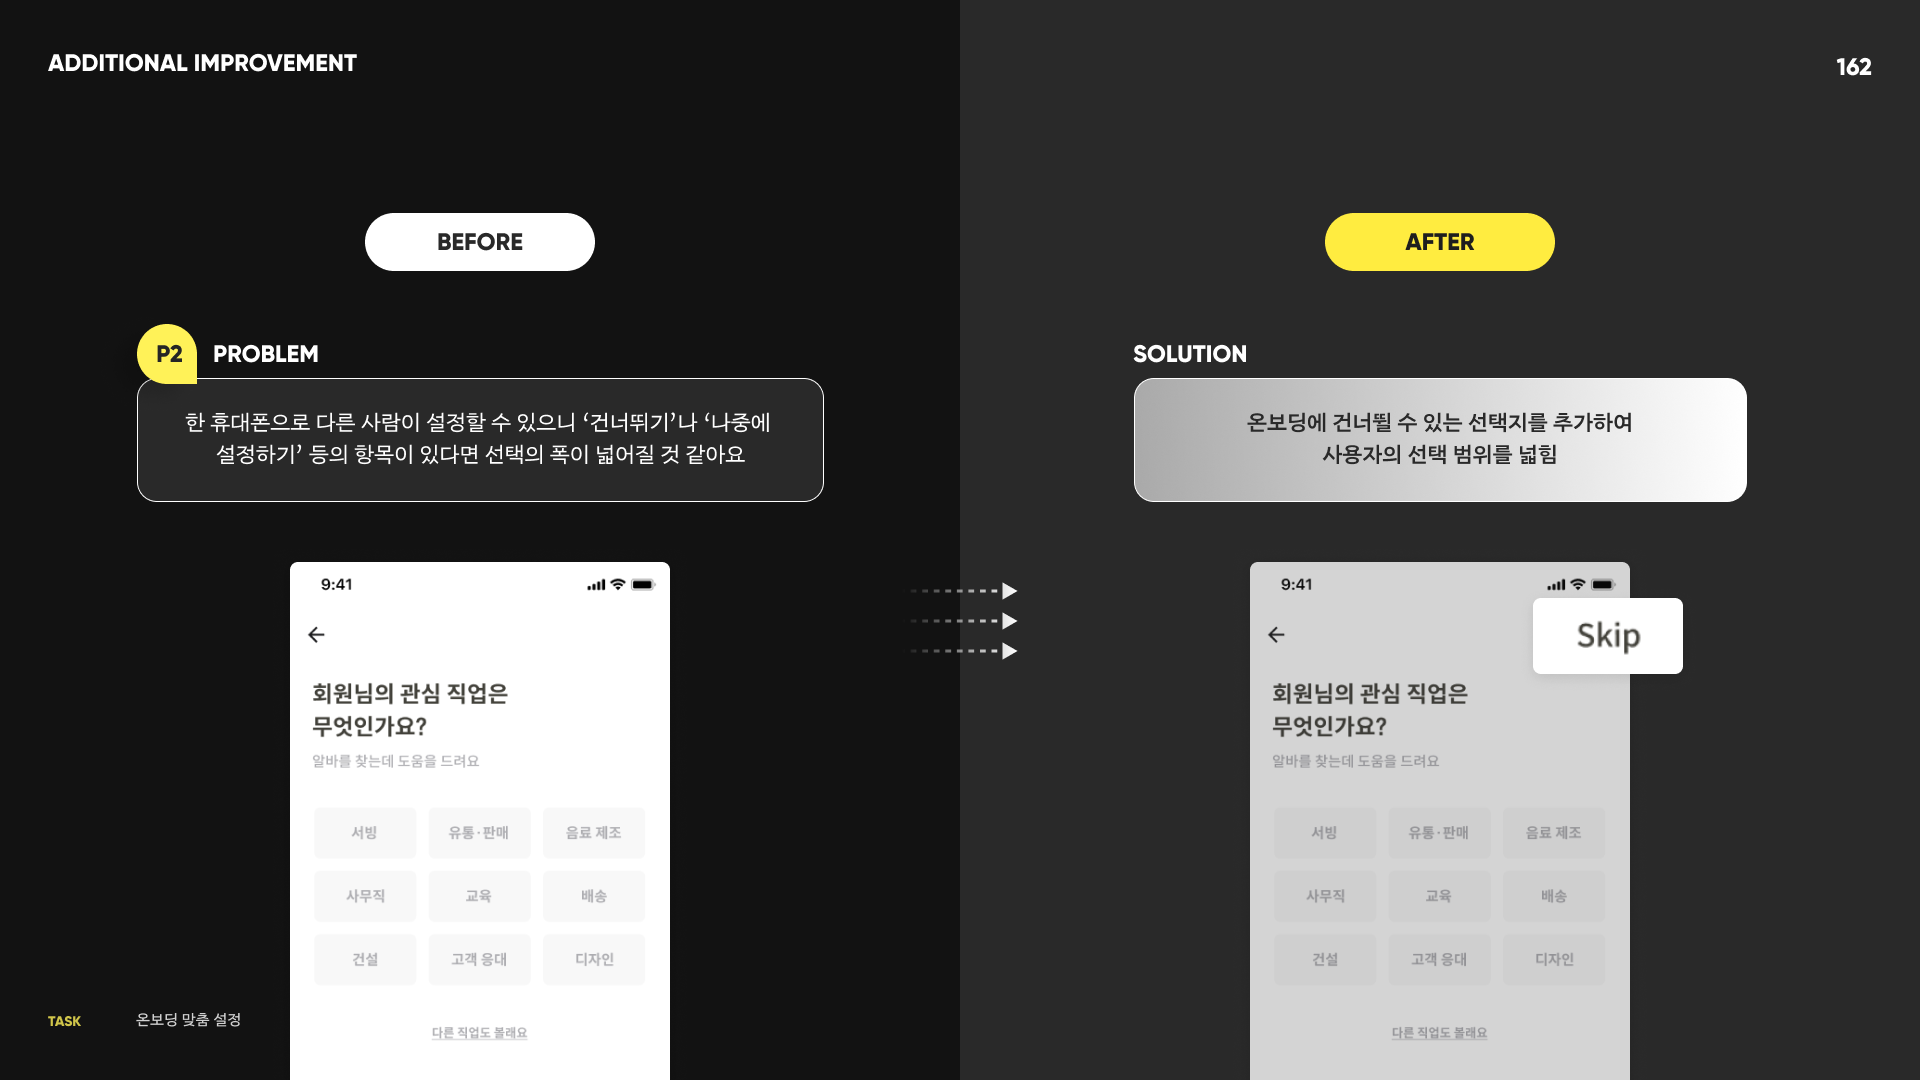 ADDITIONAL IMPROVEMENT
162
BEFORE
P2
PROBLEM
한 휴대폰으로 다른 사람이 설정할 수 있으니 ‘건너뛰기’나 ‘나중에
설정하기’ 등의 항목이 있다면 선택의 폭이 넓어질 것 같아요
9:41
회원님의 관심 직업은
무엇인가요?
알바를 찾는데 도움을 드려요
서빙
유통·판매
음료 제조
사무직
교육
배송
건설
고객 응대
디자인
다른 직업도 볼래요
TASK
온보딩 맞춤 설정
AFTER
SOLUTION
온보딩에 건너뛸 수 있는 선택지를 추가하여
사용자의 선택 범위를 넓힘
9:41
Skip
회원님의 관심 직업은
무엇인가요?
알바를 찾는데 도움을 드려요
서빙
유통·판매
음료 제조
사무직
교육
배송
건설
고객 응대
디자인
다른 직업도 볼래요